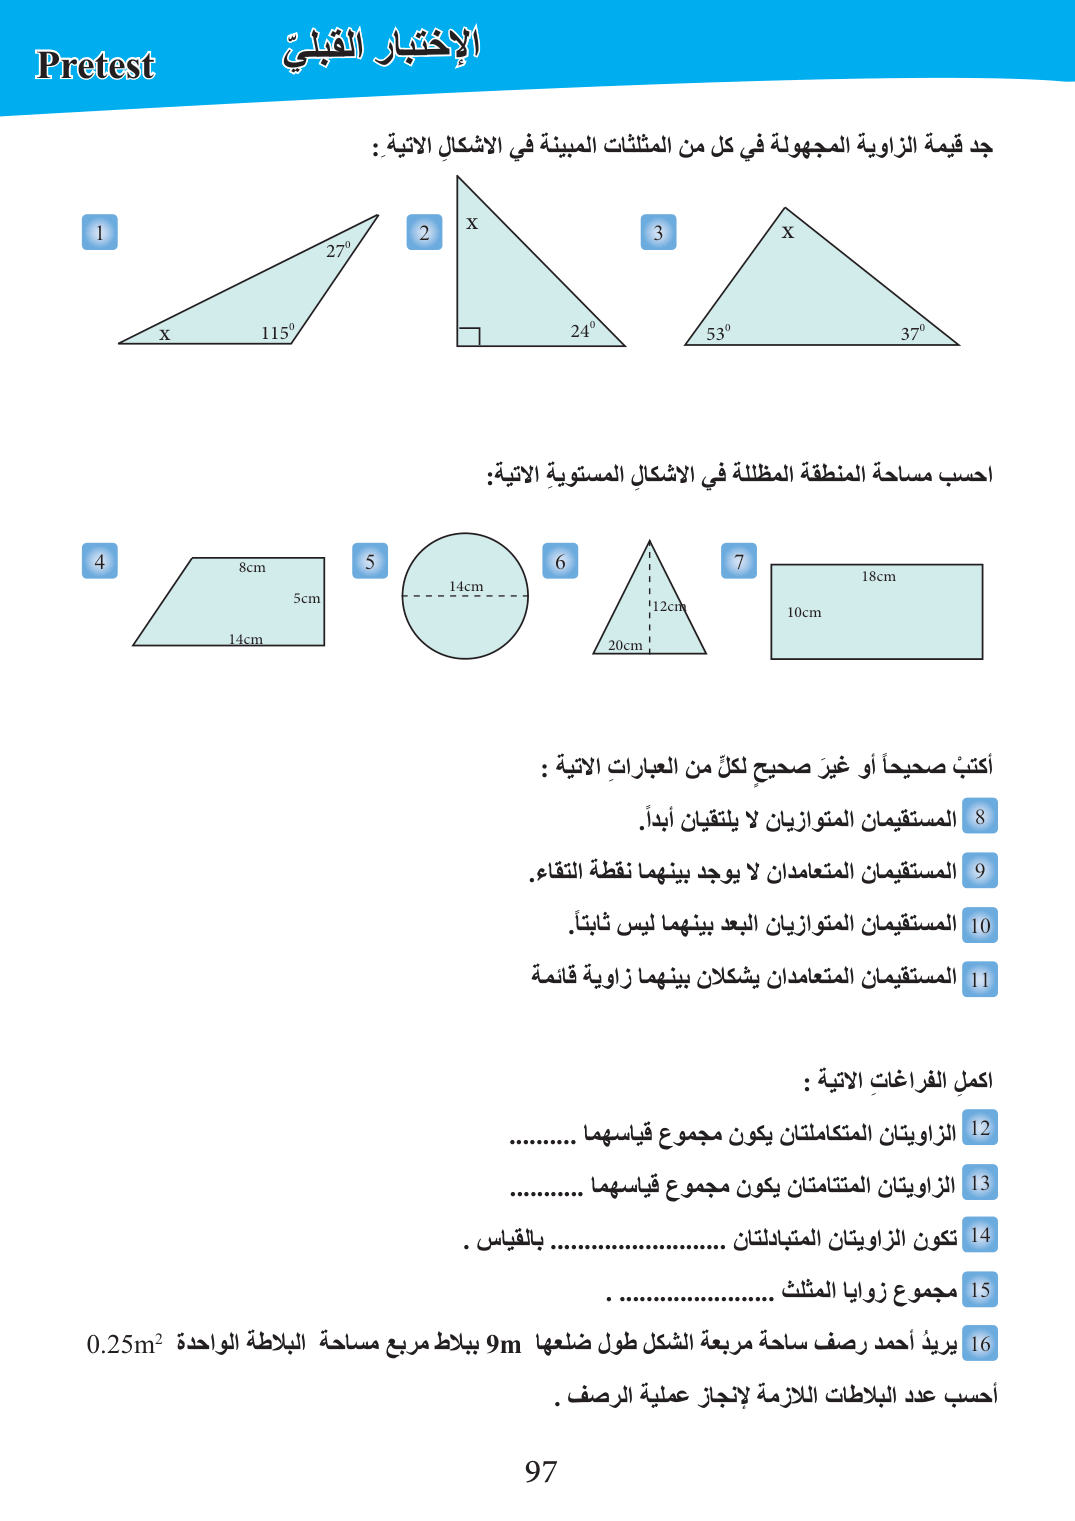 الإختبار القبليّ
Pretest
جد قيمة الزاوية المجهولة في كل من المثلثات المبينة في الاشكالِ الاتية ِ:
1
x
115⁰
27⁰
2
x
24⁰
3
x
53⁰
37⁰
احسب مساحة المنطقة المظللة في الاشكالِ المستويةِ الاتية:
4
8cm
5cm
14cm
5
14cm
6
12cm
20cm
7
18cm
10cm
أكتبْ صحيحاً أو غيرَ صحيحٍ لكلٍّ من العباراتِ الاتية :
8 المستقيمان المتوازيان لا يلتقيان أبداً.
9 المستقيمان المتعامدان لا يوجد بينهما نقطة التقاء.
10 المستقيمان المتوازيان البعد بينهما ليس ثابتاً.
11 المستقيمان المتعامدان يشكلان بينهما زاوية قائمة
اكملِ الفراغاتِ الاتية :
12 الزاويتان المتكاملتان يكون مجموع قياسهما ..........
13 الزاويتان المتتامتان يكون مجموع قياسهما ...........
14 تكون الزاويتان المتبادلتان .......................... بالقياس .
15 مجموع زوايا المثلث ....................... .
16 يريدُ أحمد رصف ساحة مربعة الشكل طول ضلعها 9m ببلاط مربع مساحة البلاطة الواحدة 0.25m²
أحسب عدد البلاطات اللازمة لإنجاز عملية الرصف .
97